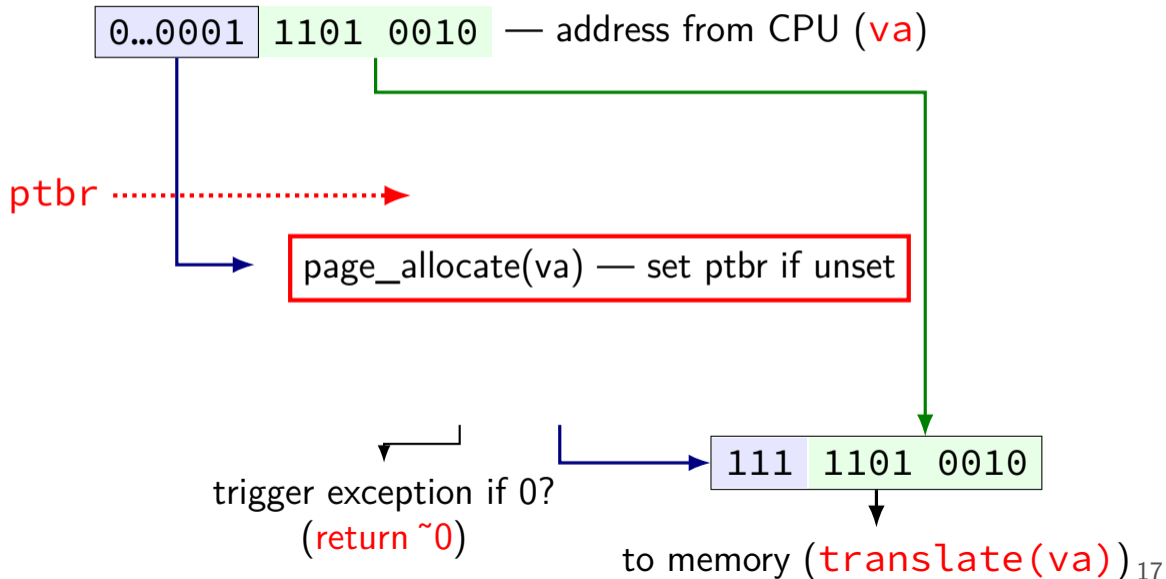 0…0001 1101 0010 — address from CPU (va)
ptbr
page_allocate(va) — set ptbr if unset
111 1101 0010
trigger exception if 0?
(return ~0)
to memory (translate(va))
17